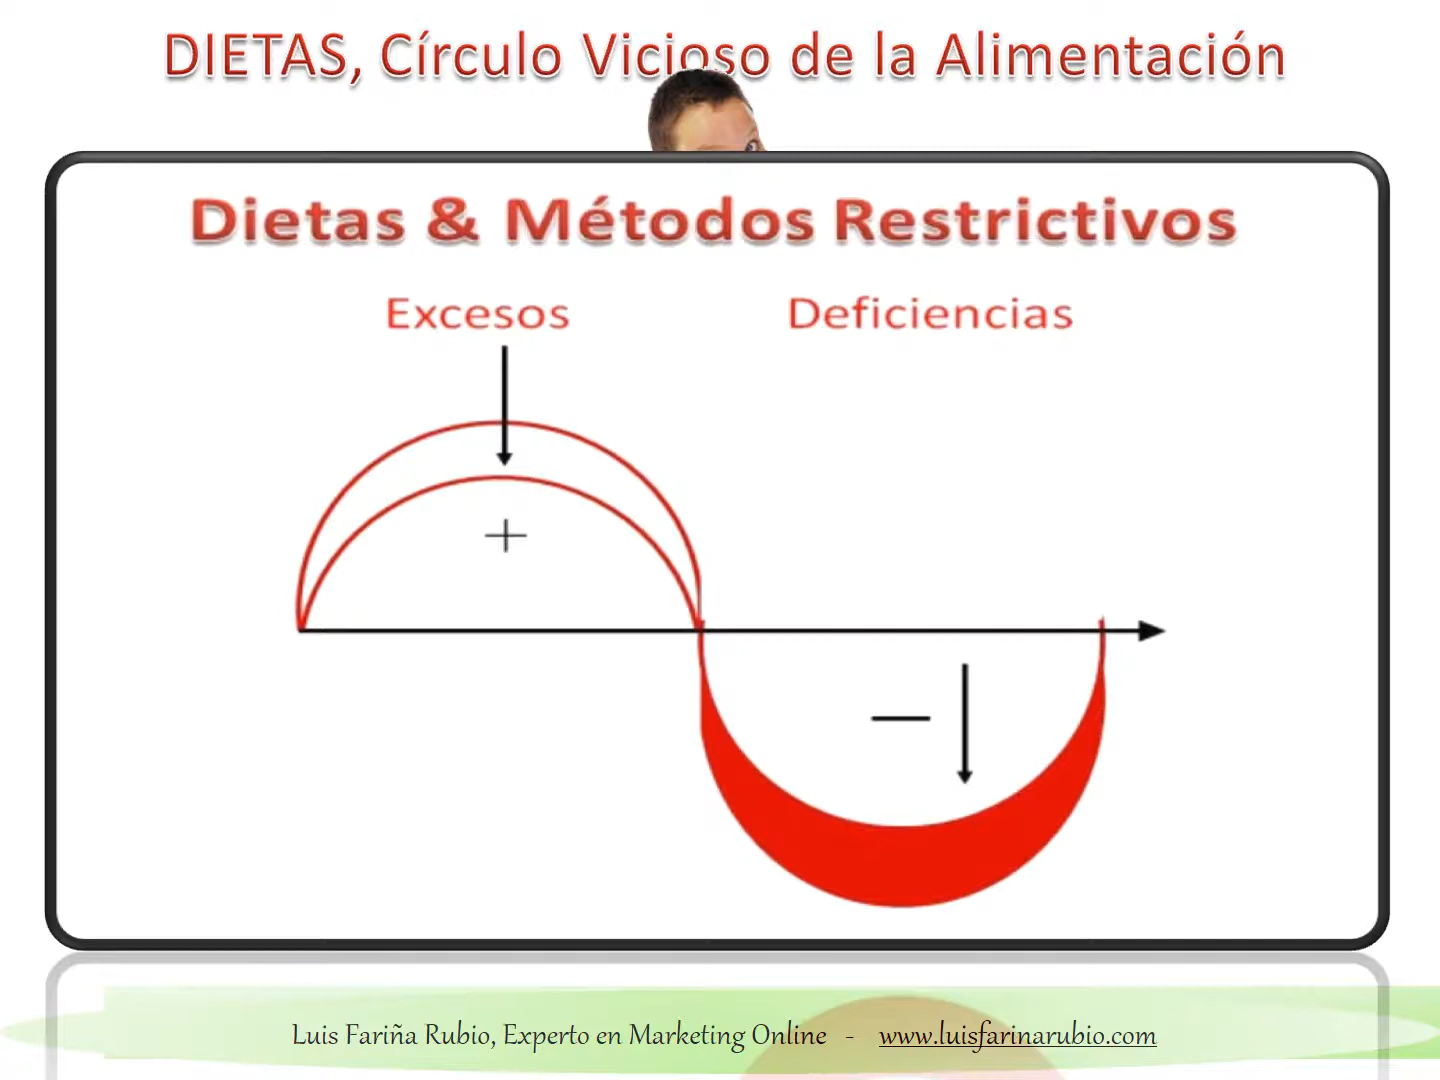 DIETAS, Círculo Vicioso de la Alimentación
Dietas & Métodos Restrictivos
Excesos Deficiencias
+
−
Luis Fariña Rubio, Experto en Marketing Online - www.luisfarinarubio.com